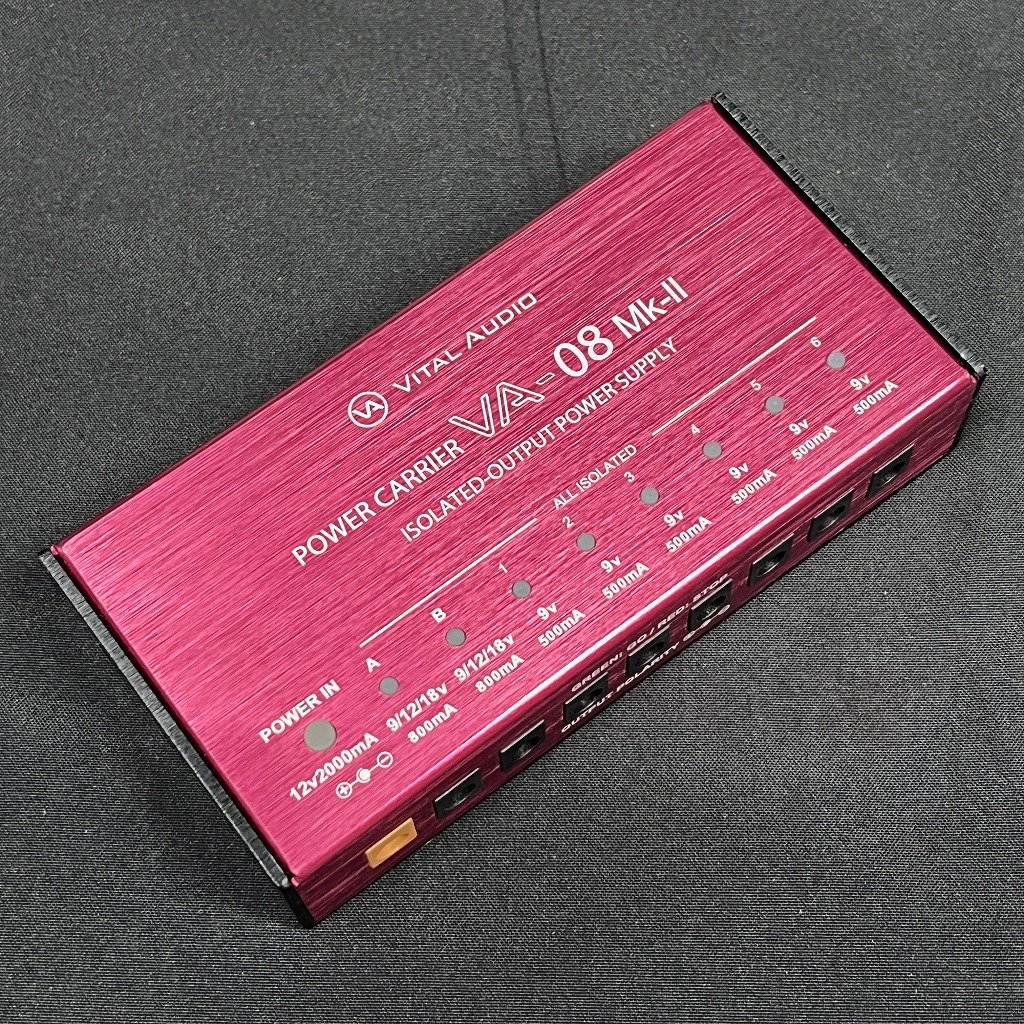 VA VITAL AUDIO
POWER CARRIER VA-08 Mk-II
ISOLATED-OUTPUT POWER SUPPLY
ALL ISOLATED
POWER IN A B 1 2 3 4 5 6
12v2000mA 9/12/18v 9/12/18v 9v 9v 9v 9v 9v 9v
800mA 800mA 500mA 500mA 500mA 500mA 500mA 500mA
GREEN: GO / RED: STOP
OUTPUT POLARITY